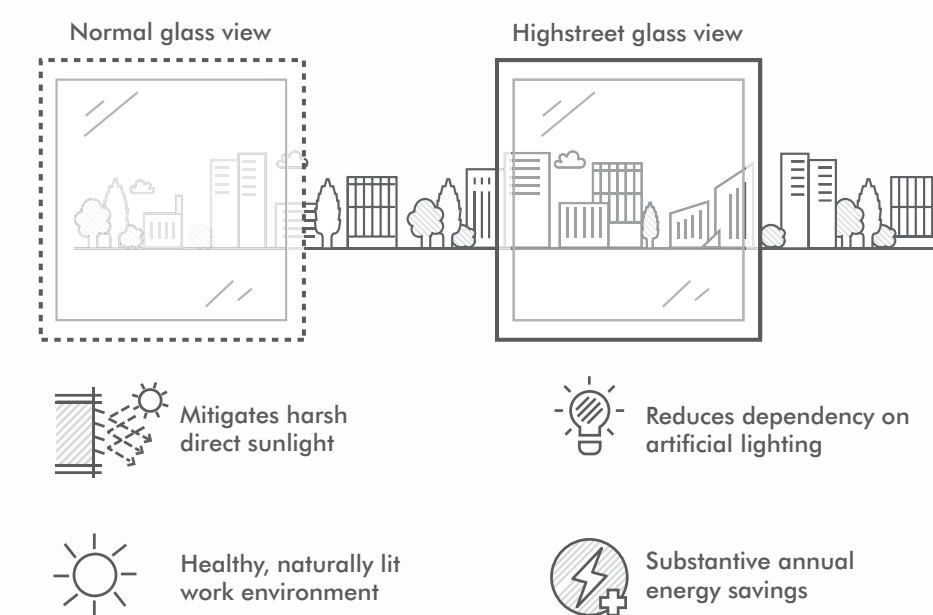 Normal glass view
Highstreet glass view
Mitigates harsh
direct sunlight
Reduces dependency on
artificial lighting
Healthy, naturally lit
work environment
Substantive annual
energy savings